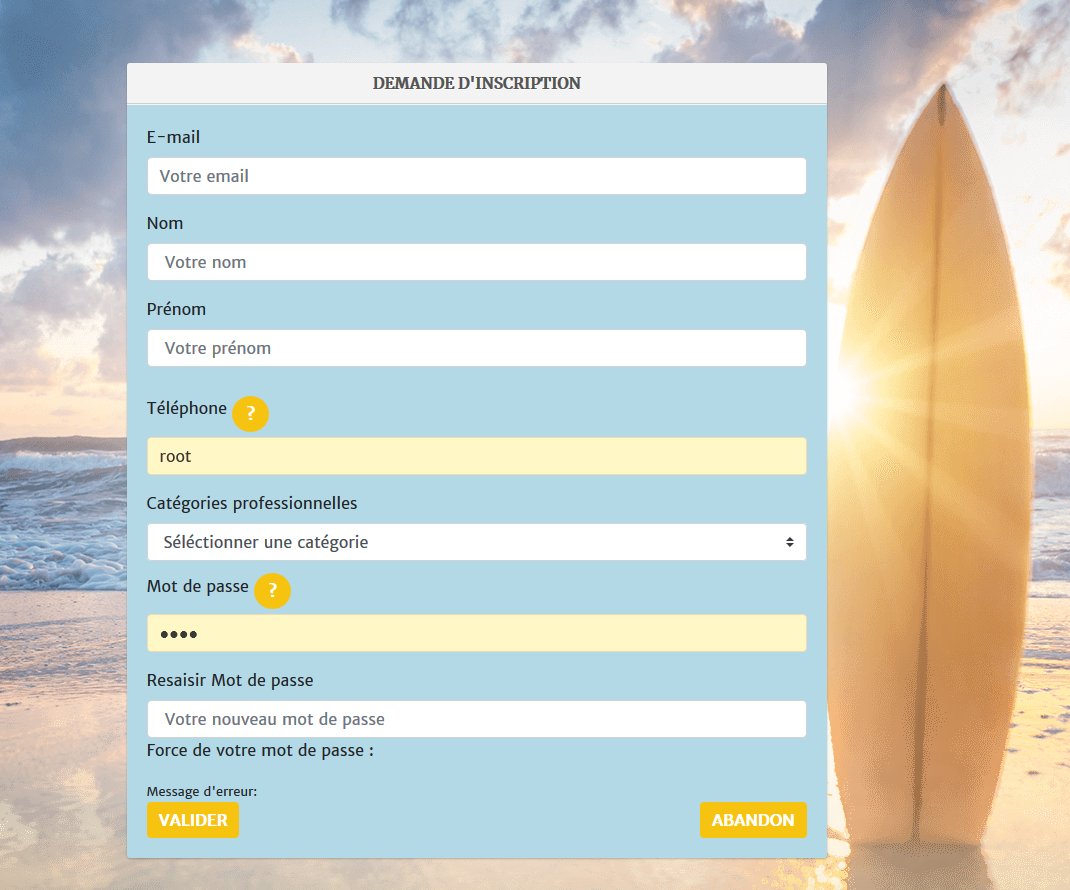 DEMANDE D'INSCRIPTION
E-mail
Votre email
Nom
Votre nom
Prénom
Votre prénom
Téléphone ?
root
Catégories professionnelles
Séléctionner une catégorie
Mot de passe ?
••••
Resaisir Mot de passe
Votre nouveau mot de passe
Force de votre mot de passe :
Message d'erreur:
VALIDER ABANDON